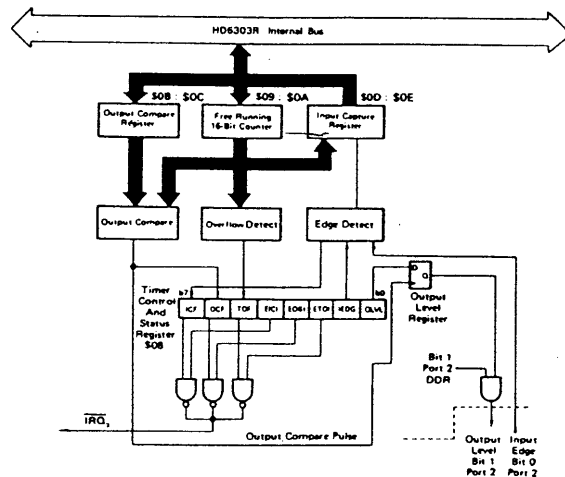 HD6303R Internal Bus
$0B : $0C
$09 : $0A
$0D : $0E
Output Compare
Register
Free Running
16-Bit Counter
Input Capture
Register
Output Compare
Overflow Detect
Edge Detect
Timer
Control
And
Status
Register
$08
b7
b0
ICF
OCF
TOF
EICI
EOCI
ETOI
IEDG
OLVL
D
Q
Output
Level
Register
Bit 1
Port 2
DDR
IRQ₂
Output Compare Pulse
Output
Level
Bit 1
Port 2
Input
Edge
Bit 0
Port 2